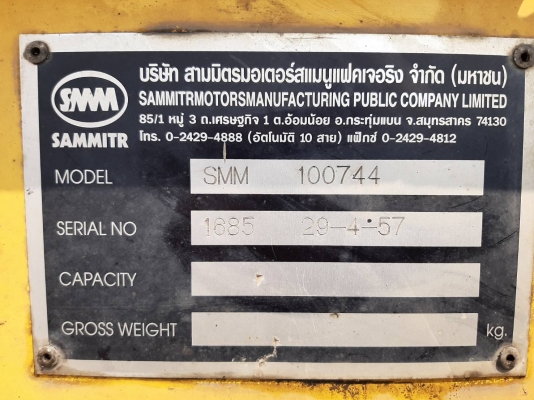 SMM
SAMMITR
บริษัท สามมิตรมอเตอร์สแมนูแฟคเจอริง จำกัด (มหาชน)
SAMMITRMOTORSMANUFACTURING PUBLIC COMPANY LIMITED
85/1 หมู่ 3 ถ.เศรษฐกิจ 1 ต.อ้อมน้อย อ.กระทุ่มแบน จ.สมุทรสาคร 74130
โทร. 0-2429-4888 (อัตโนมัติ 10 สาย) แฟ็กซ์ 0-2429-4812
MODEL SMM 100744
SERIAL NO 1685 29-4-57
CAPACITY
GROSS WEIGHT kg.